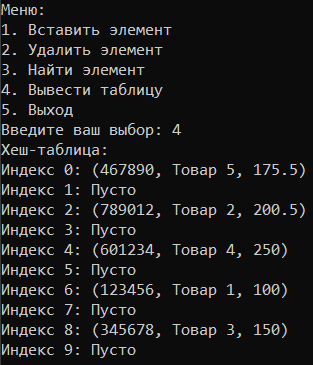 Меню:
1. Вставить элемент
2. Удалить элемент
3. Найти элемент
4. Вывести таблицу
5. Выход
Введите ваш выбор: 4
Хеш-таблица:
Индекс 0: (467890, Товар 5, 175.5)
Индекс 1: Пусто
Индекс 2: (789012, Товар 2, 200.5)
Индекс 3: Пусто
Индекс 4: (601234, Товар 4, 250)
Индекс 5: Пусто
Индекс 6: (123456, Товар 1, 100)
Индекс 7: Пусто
Индекс 8: (345678, Товар 3, 150)
Индекс 9: Пусто